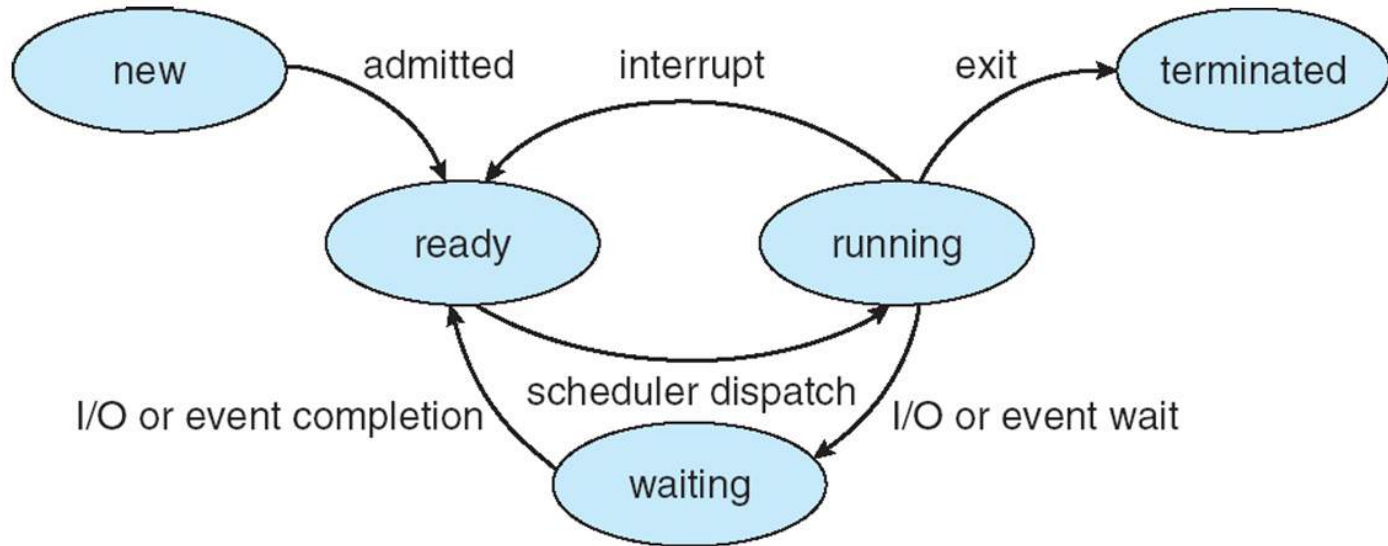 new
admitted
interrupt
exit
terminated
ready
running
scheduler dispatch
I/O or event completion
I/O or event wait
waiting